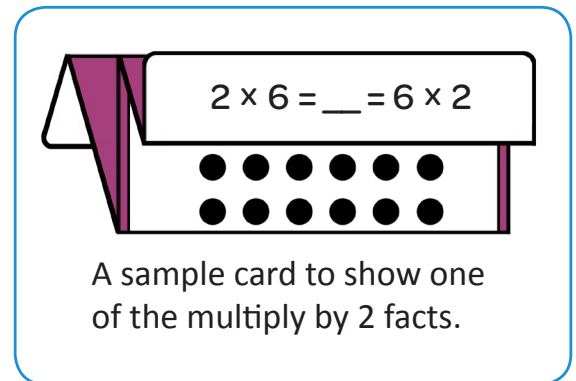 2 × 6 = __ = 6 × 2
A sample card to show one
of the multiply by 2 facts.